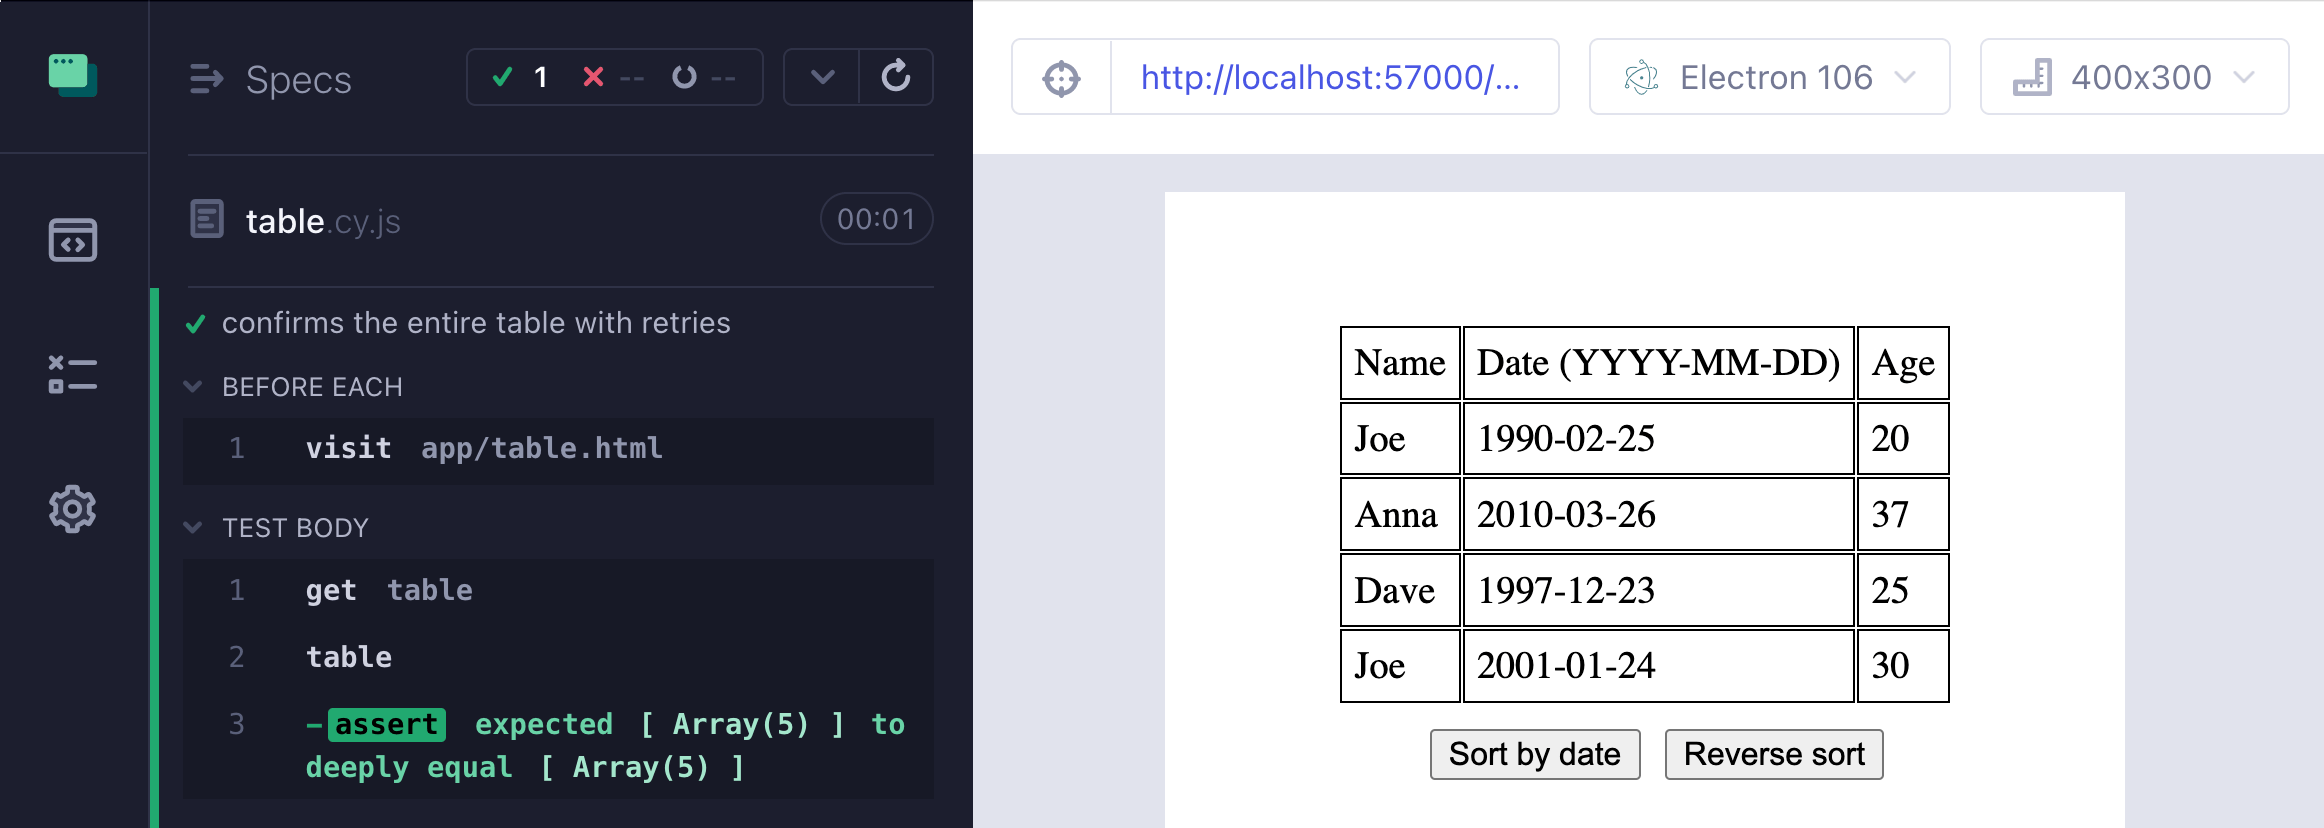 Specs
1 -- --
table.cy.js
00:01
confirms the entire table with retries
BEFORE EACH
1 visit app/table.html
TEST BODY
1 get table
2 table
3 -assert expected [ Array(5) ] to
deeply equal [ Array(5) ]
http://localhost:57000/...
Electron 106
400x300
Name Date (YYYY-MM-DD) Age
Joe 1990-02-25 20
Anna 2010-03-26 37
Dave 1997-12-23 25
Joe 2001-01-24 30
Sort by date Reverse sort